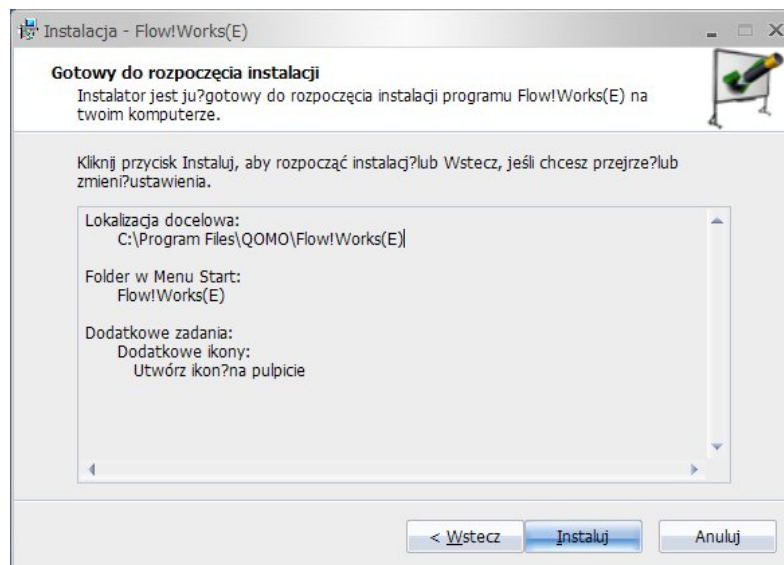 Instalacja - Flow!Works(E)
Gotowy do rozpoczęcia instalacji
Instalator jest ju?gotowy do rozpoczęcia instalacji programu Flow!Works(E) na
twoim komputerze.
Kliknij przycisk Instaluj, aby rozpocząć instalacj?lub Wstecz, jeśli chcesz przejrze?lub
zmieni?ustawienia.
Lokalizacja docelowa:
C:\Program Files\QOMO\Flow!Works(E)
Folder w Menu Start:
Flow!Works(E)
Dodatkowe zadania:
Dodatkowe ikony:
Utwórz ikon?na pulpicie
< Wstecz Instaluj Anuluj